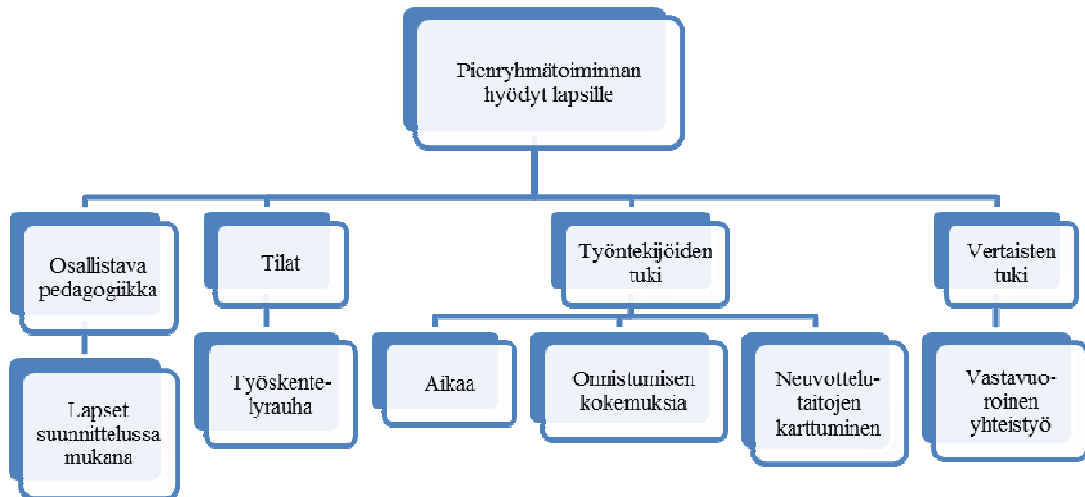 Pienryhmätoiminnan
hyödyt lapsille
Osallistava
pedagogiikka
Tilat
Työntekijöiden
tuki
Vertaisten
tuki
Lapset
suunnittelussa
mukana
Työskente-
lyrauha
Aikaa
Onnistumisen
kokemuksia
Neuvottelu-
taitojen
karttuminen
Vastavuo-
roinen
yhteistyö